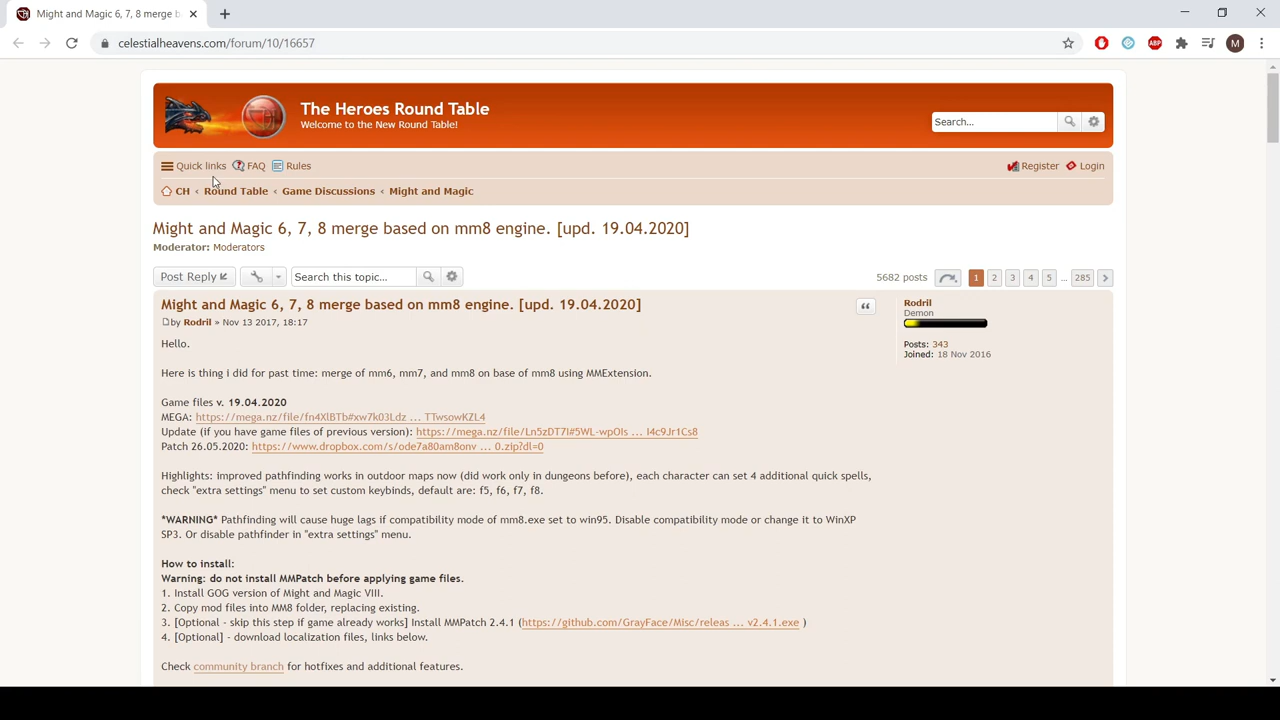 Might and Magic 6, 7, 8 merge b
celestialheavens.com/forum/10/16657
ABP
M
The Heroes Round Table
Welcome to the New Round Table!
Search…
Quick links
FAQ
Rules
Register
Login
CH ‹ Round Table ‹ Game Discussions ‹ Might and Magic
Might and Magic 6, 7, 8 merge based on mm8 engine. [upd. 19.04.2020]
Moderator: Moderators
Post Reply
Search this topic…
5682 posts
1 2 3 4 5 … 285
Might and Magic 6, 7, 8 merge based on mm8 engine. [upd. 19.04.2020]
by Rodril » Nov 13 2017, 18:17
Rodril
Demon
Posts: 343
Joined: 18 Nov 2016
Hello.
Here is thing i did for past time: merge of mm6, mm7, and mm8 on base of mm8 using MMExtension.
Game files v. 19.04.2020
MEGA: https://mega.nz/file/fn4XlBTb#xw7k03Ldz ... TTwsowKZL4
Update (if you have game files of previous version): https://mega.nz/file/Ln5zDT7I#5WL-wpOIs ... I4c9Jr1Cs8
Patch 26.05.2020: https://www.dropbox.com/s/ode7a80am8onv ... 0.zip?dl=0
Highlights: improved pathfinding works in outdoor maps now (did work only in dungeons before), each character can set 4 additional quick spells,
check "extra settings" menu to set custom keybinds, default are: f5, f6, f7, f8.
*WARNING* Pathfinding will cause huge lags if compatibility mode of mm8.exe set to win95. Disable compatibility mode or change it to WinXP
SP3. Or disable pathfinder in "extra settings" menu.
How to install:
Warning: do not install MMPatch before applying game files.
1. Install GOG version of Might and Magic VIII.
2. Copy mod files into MM8 folder, replacing existing.
3. [Optional - skip this step if game already works] Install MMPatch 2.4.1 (https://github.com/GrayFace/Misc/releas ... v2.4.1.exe )
4. [Optional] - download localization files, links below.
Check community branch for hotfixes and additional features.